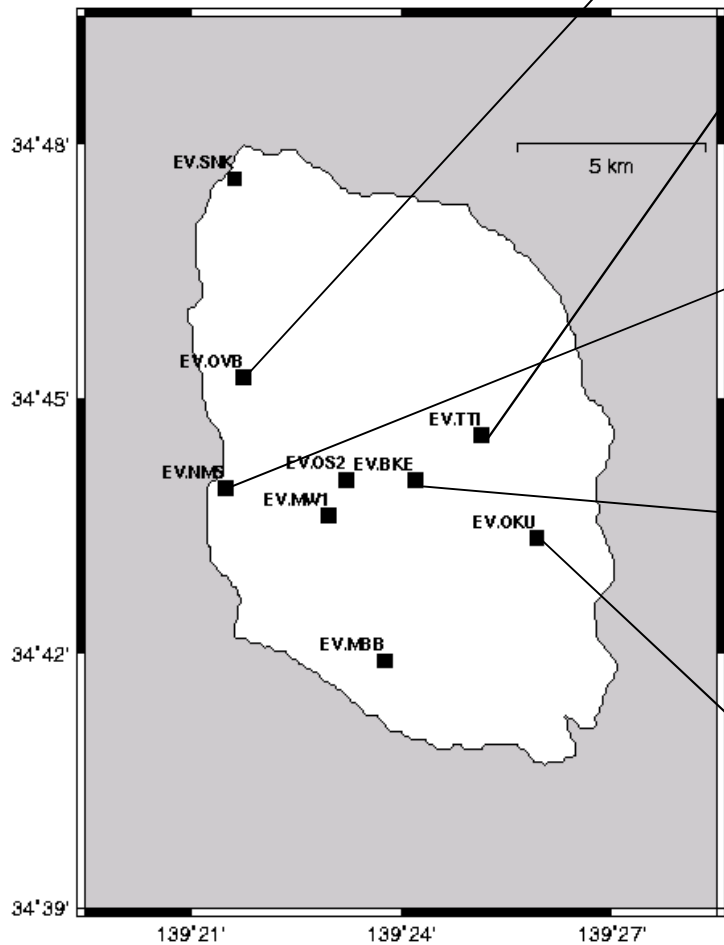 34°48'
EV.SNK
5 km
EV.OVB
34°45'
EV.TTI
EV.NMS
EV.OS2
EV.BKE
EV.MW1
EV.OKU
34°42'
EV.MBB
34°39'
139°21'
139°24'
139°27'